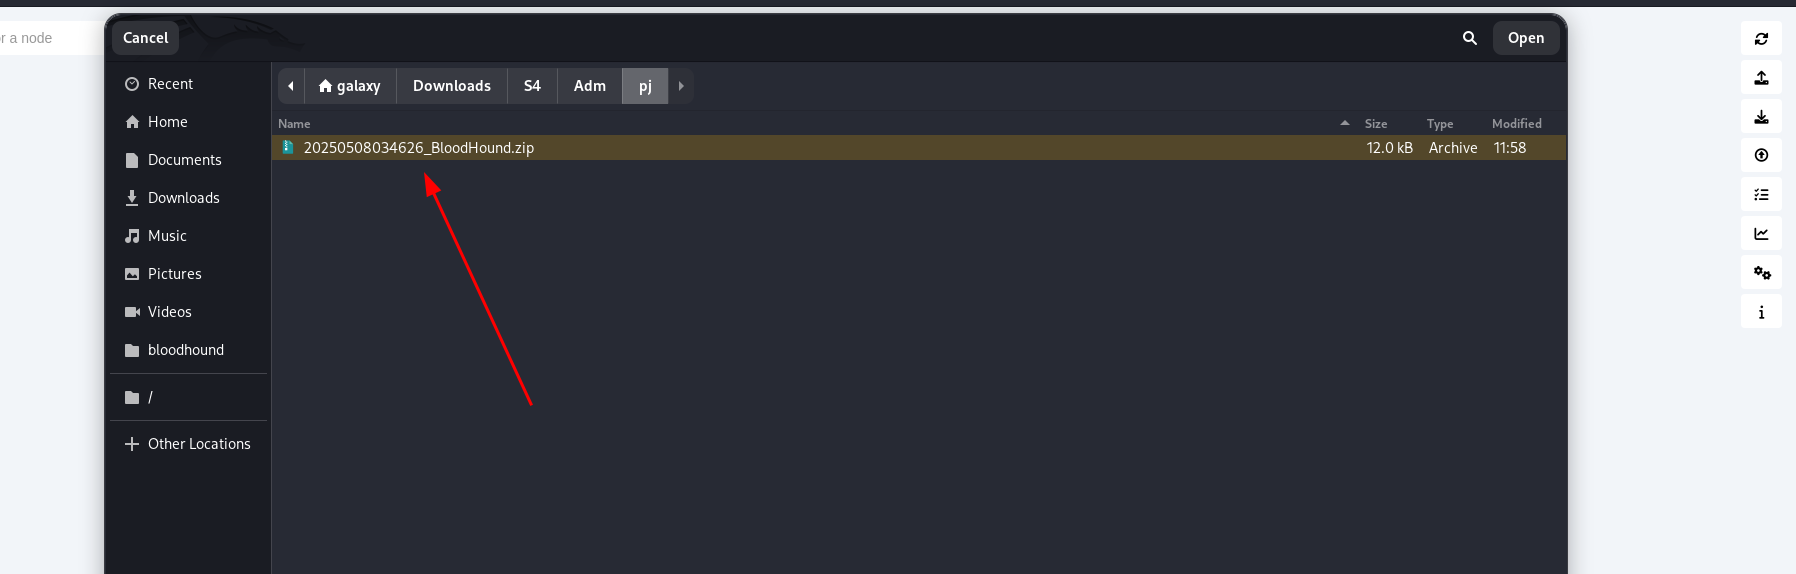 r a node
Cancel
Open
Recent
Home
Documents
Downloads
Music
Pictures
Videos
bloodhound
/
Other Locations
galaxy Downloads S4 Adm pj
Name Size Type Modified
20250508034626_BloodHound.zip 12.0 kB Archive 11:58